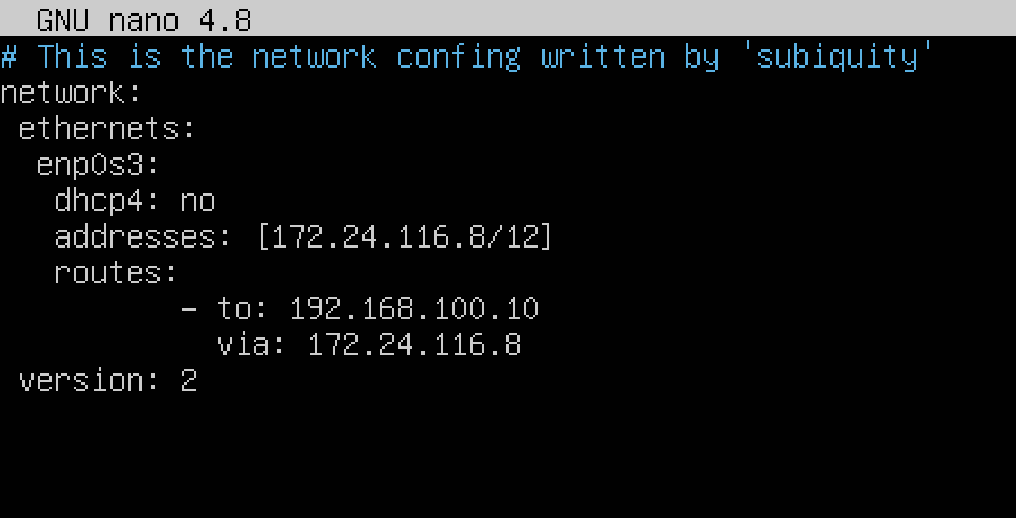 GNU nano 4.8
# This is the network confing written by 'subiquity'
network:
 ethernets:
  enp0s3:
   dhcp4: no
   addresses: [172.24.116.8/12]
   routes:
          - to: 192.168.100.10
            via: 172.24.116.8
 version: 2